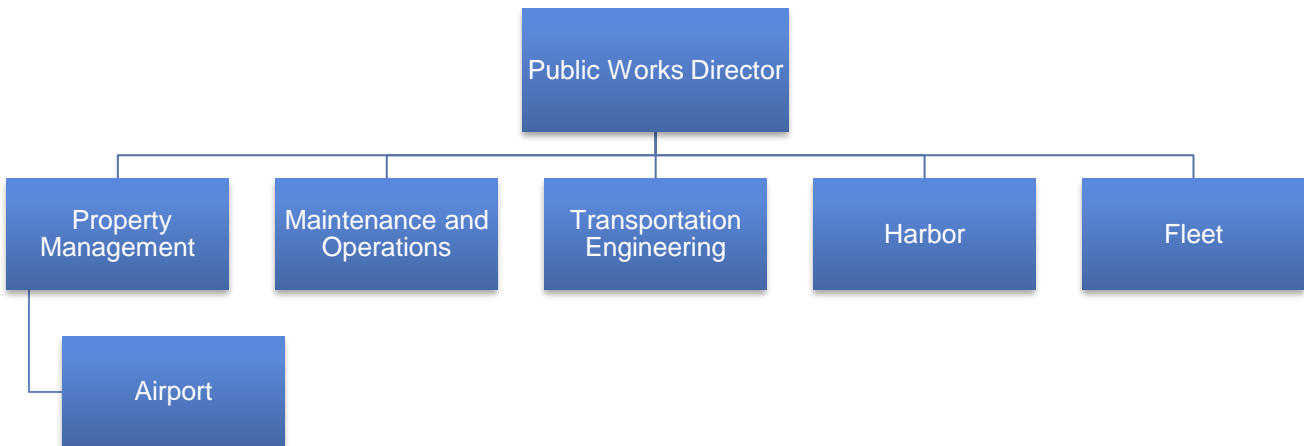 Public Works Director
Property
Management
Maintenance and
Operations
Transportation
Engineering
Harbor
Fleet
Airport